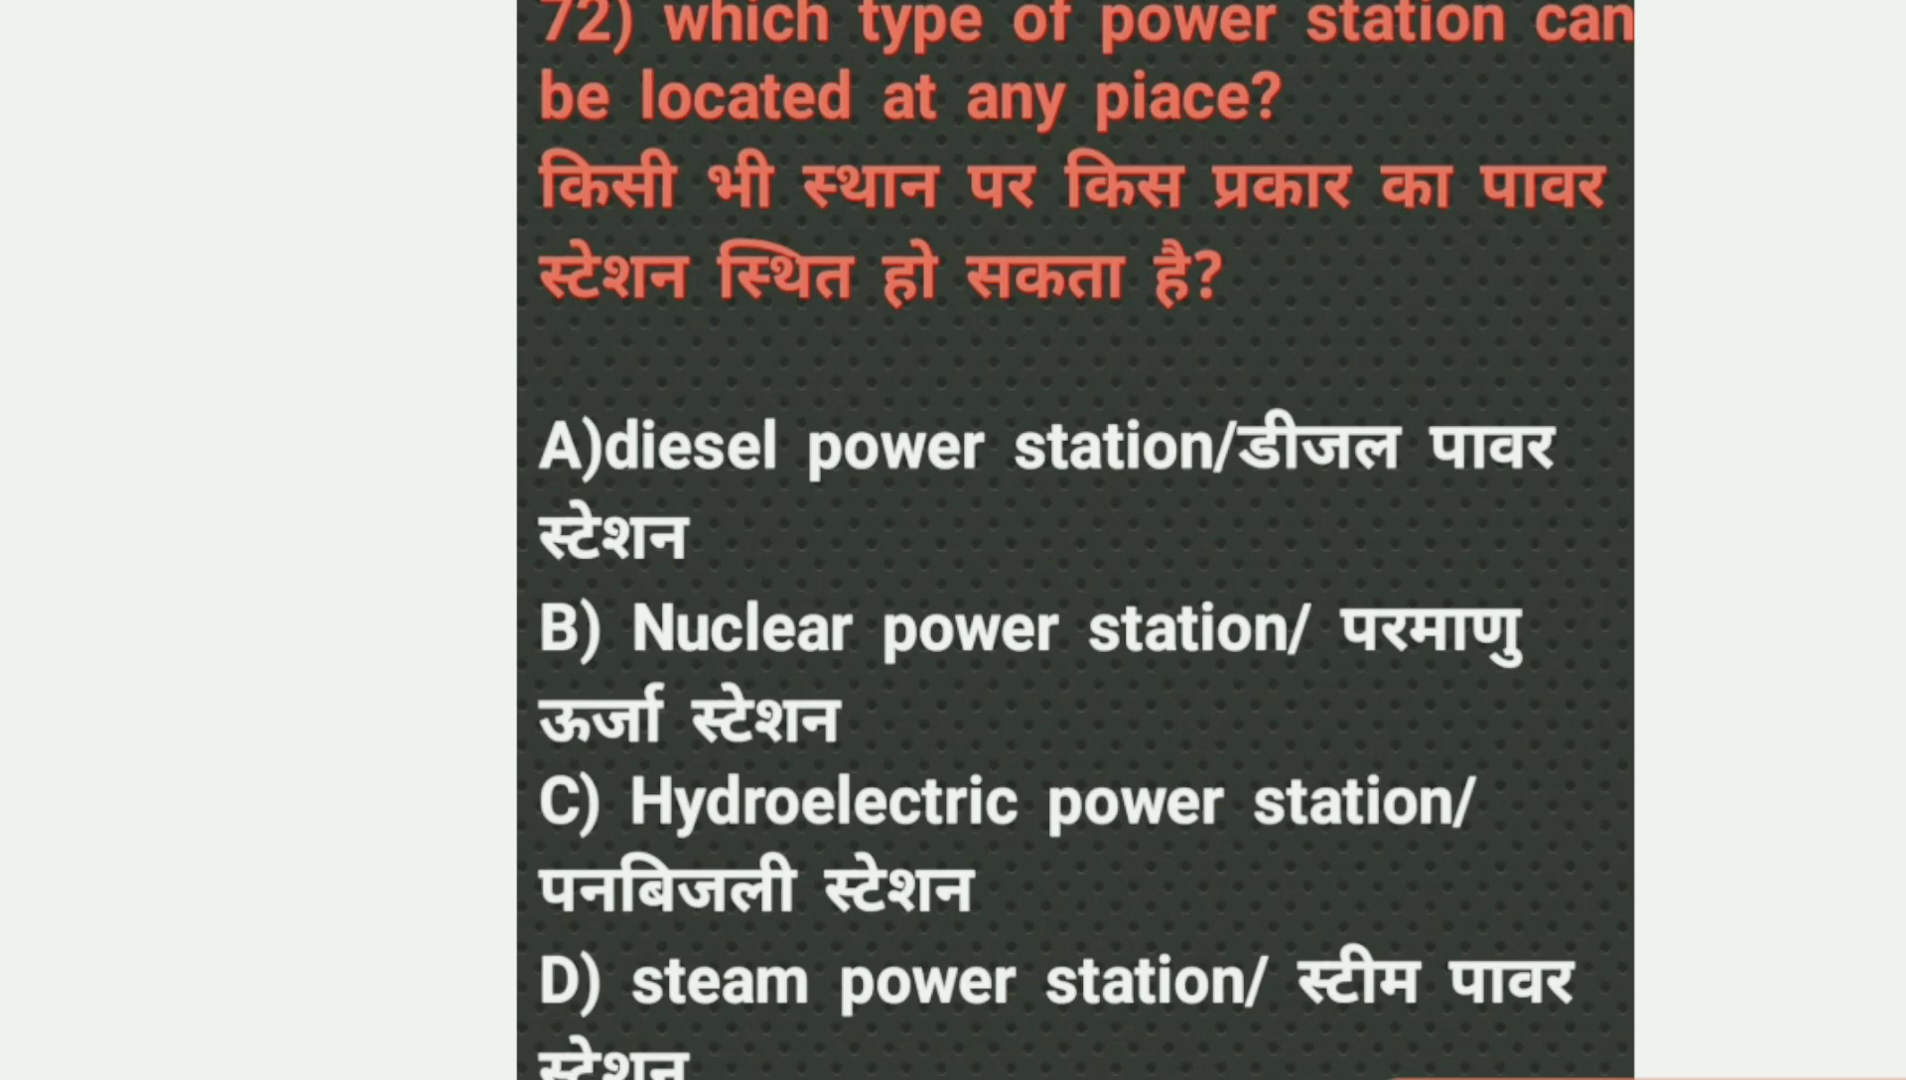 72) which type of power station can
be located at any piace?
किसी भी स्थान पर किस प्रकार का पावर
स्टेशन स्थित हो सकता है?
A)diesel power station/डीजल पावर
स्टेशन
B) Nuclear power station/ परमाणु
ऊर्जा स्टेशन
C) Hydroelectric power station/
पनबिजली स्टेशन
D) steam power station/ स्टीम पावर
स्टेशन